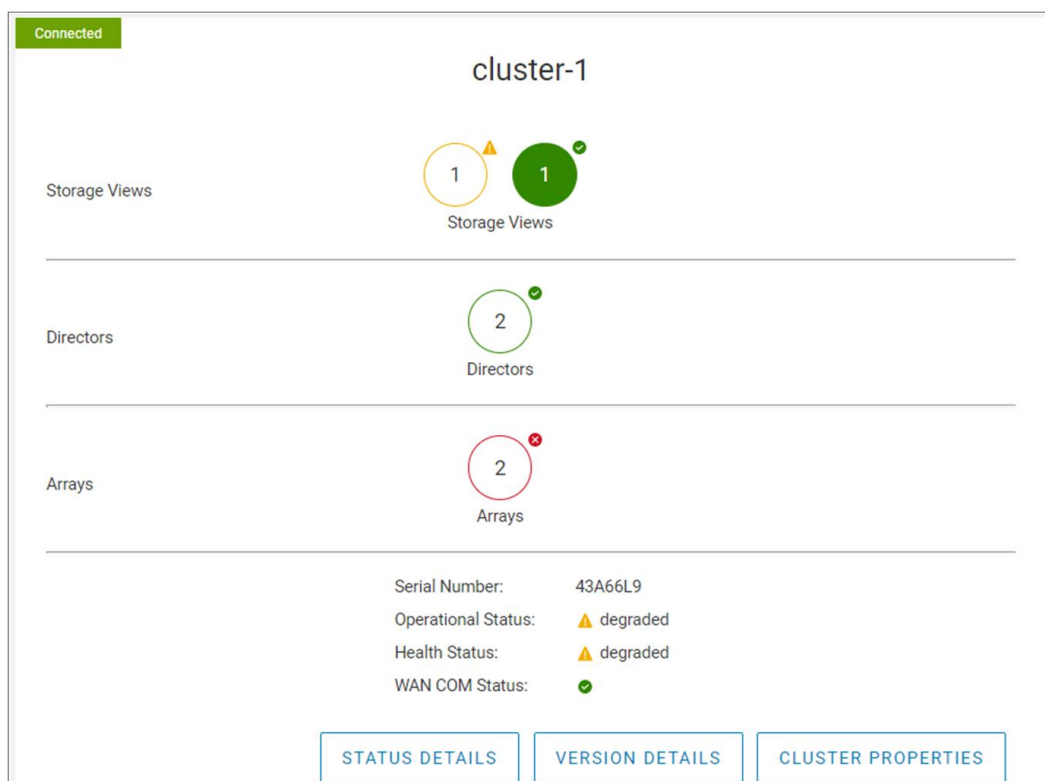 Connected
cluster-1
1 1
Storage Views
Storage Views
2
Directors
Directors
2
Arrays
Arrays
Serial Number: 43A66L9
Operational Status: degraded
Health Status: degraded
WAN COM Status:
STATUS DETAILS VERSION DETAILS CLUSTER PROPERTIES